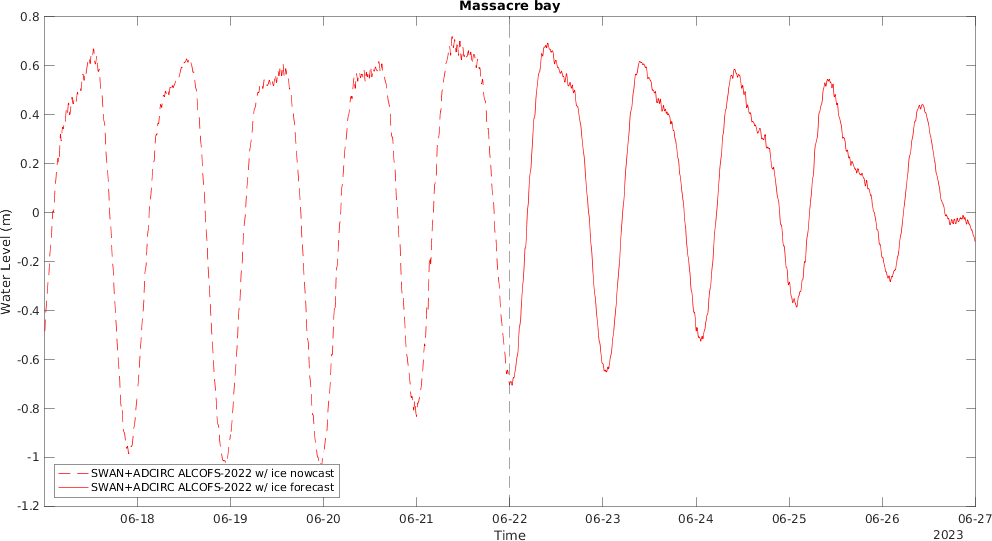 Massacre bay
0.8
0.6
0.4
0.2
0
-0.2
-0.4
-0.6
-0.8
-1
-1.2
Water Level (m)
SWAN+ADCIRC ALCOFS-2022 w/ ice nowcast
SWAN+ADCIRC ALCOFS-2022 w/ ice forecast
06-18 06-19 06-20 06-21 06-22 06-23 06-24 06-25 06-26 06-27
Time
2023